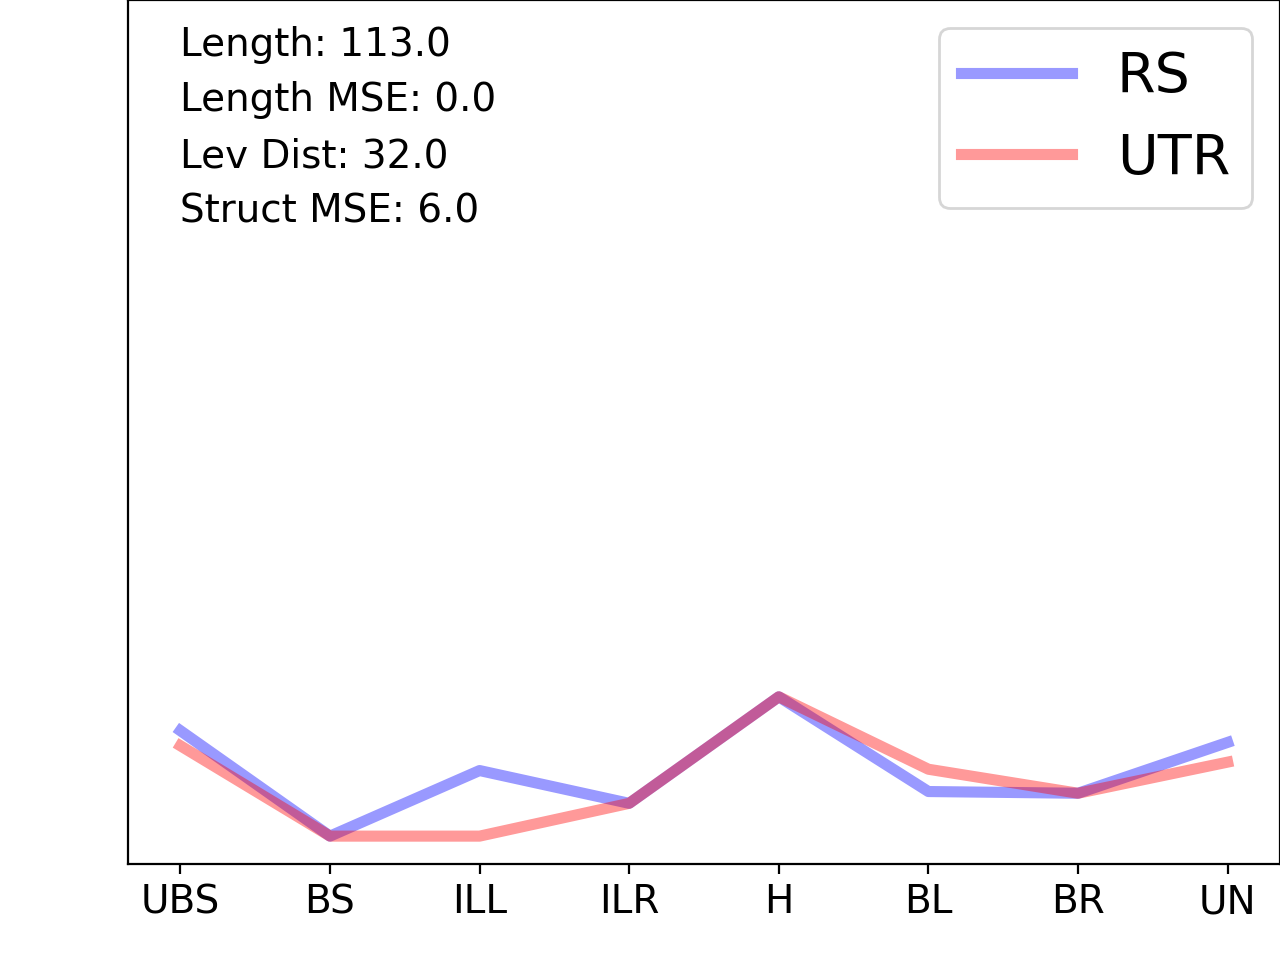 Length: 113.0
Length MSE: 0.0
Lev Dist: 32.0
Struct MSE: 6.0
RS
UTR
UBS BS ILL ILR H BL BR UN